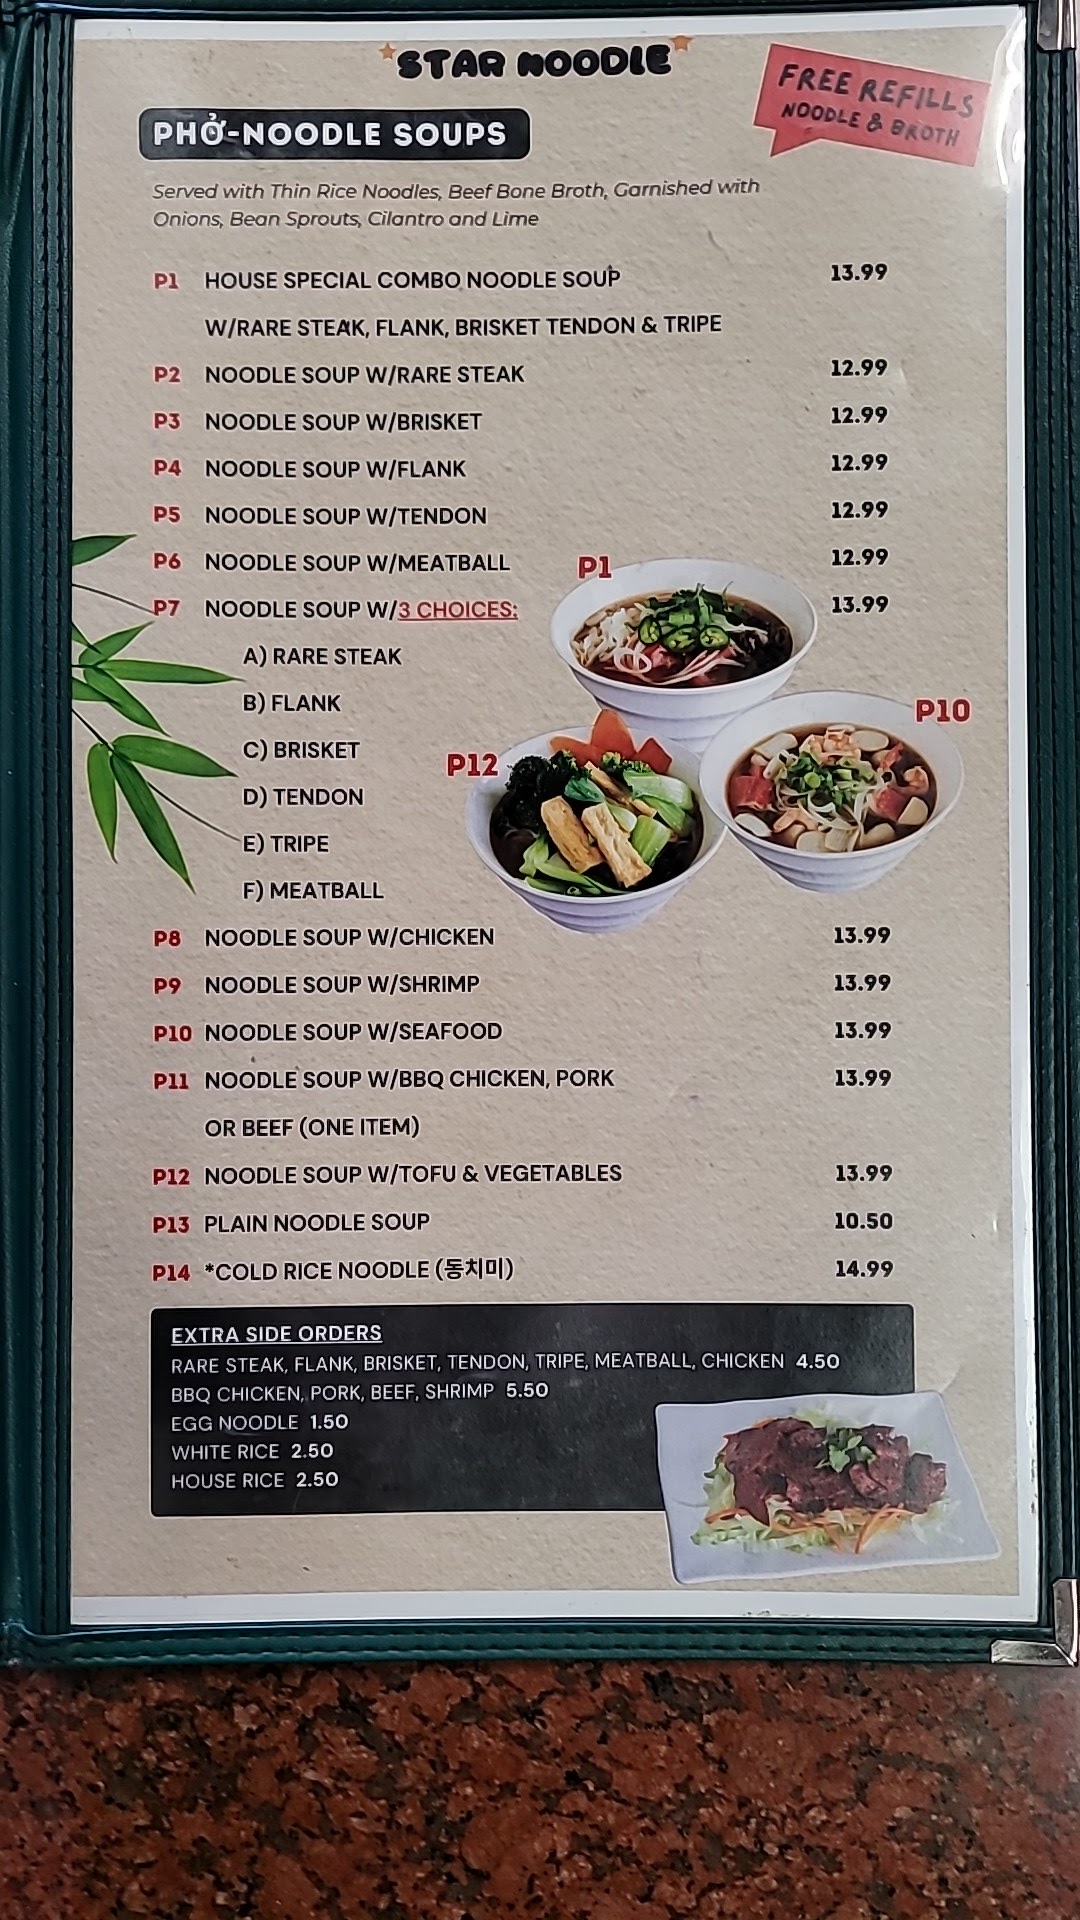 STAR NOODLE
FREE REFILLS
NOODLE & BROTH
PHỞ-NOODLE SOUPS
Served with Thin Rice Noodles, Beef Bone Broth, Garnished with
Onions, Bean Sprouts, Cilantro and Lime
P1 HOUSE SPECIAL COMBO NOODLE SOUP 13.99
W/RARE STEAK, FLANK, BRISKET TENDON & TRIPE
P2 NOODLE SOUP W/RARE STEAK 12.99
P3 NOODLE SOUP W/BRISKET 12.99
P4 NOODLE SOUP W/FLANK 12.99
P5 NOODLE SOUP W/TENDON 12.99
P6 NOODLE SOUP W/MEATBALL 12.99
P1
P7 NOODLE SOUP W/3 CHOICES: 13.99
A) RARE STEAK
B) FLANK
P10
C) BRISKET
P12
D) TENDON
E) TRIPE
F) MEATBALL
P8 NOODLE SOUP W/CHICKEN 13.99
P9 NOODLE SOUP W/SHRIMP 13.99
P10 NOODLE SOUP W/SEAFOOD 13.99
P11 NOODLE SOUP W/BBQ CHICKEN, PORK 13.99
OR BEEF (ONE ITEM)
P12 NOODLE SOUP W/TOFU & VEGETABLES 13.99
P13 PLAIN NOODLE SOUP 10.50
P14 *COLD RICE NOODLE (동치미) 14.99
EXTRA SIDE ORDERS
RARE STEAK, FLANK, BRISKET, TENDON, TRIPE, MEATBALL, CHICKEN 4.50
BBQ CHICKEN, PORK, BEEF, SHRIMP 5.50
EGG NOODLE 1.50
WHITE RICE 2.50
HOUSE RICE 2.50